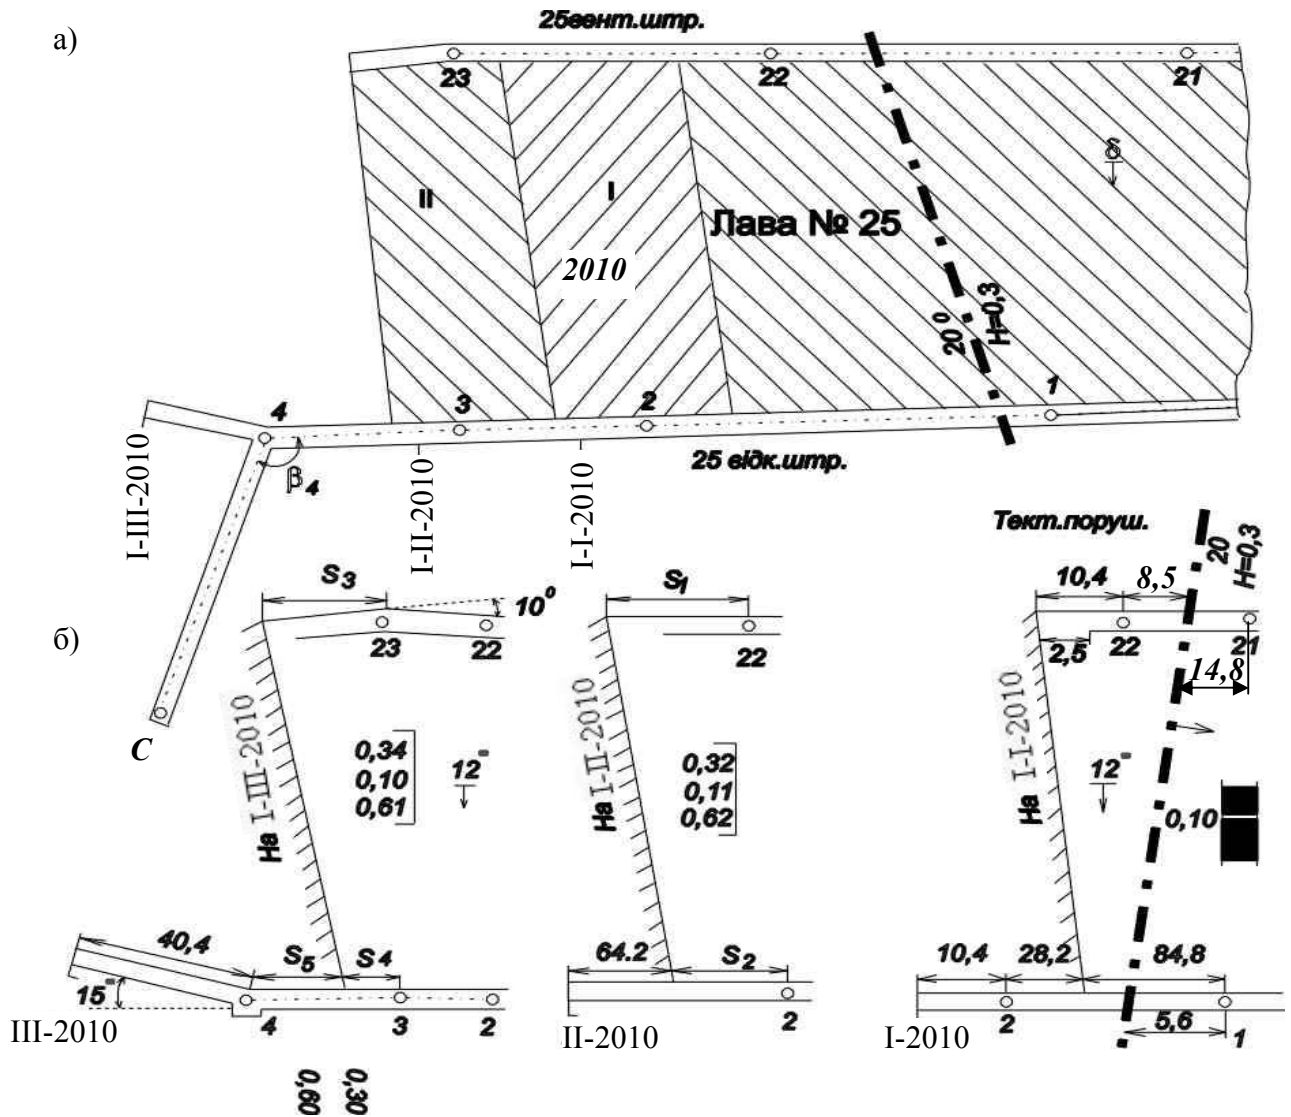 а)
25вент.штр.
23
22
21
δ
II
I
Лава № 25
2010
20⁰
H=0,3
1
4
3
2
β₄
25 відк.штр.
I-III-2010
I-II-2010
I-I-2010
C
б)
S₃
10⁰
23
22
На I-III-2010
0,34
0,10
0,61
12°
40,4
S₅
S₄
15°
4
3
2
III-2010
0,60
0,30
S₁
22
На I-II-2010
0,32
0,11
0,62
64.2
S₂
2
II-2010
Тект.поруш.
20
H=0,3
10,4
8,5
22
21
2,5
14,8
На I-I-2010
12°
0,10
10,4
28,2
84,8
2
5,6
1
I-2010